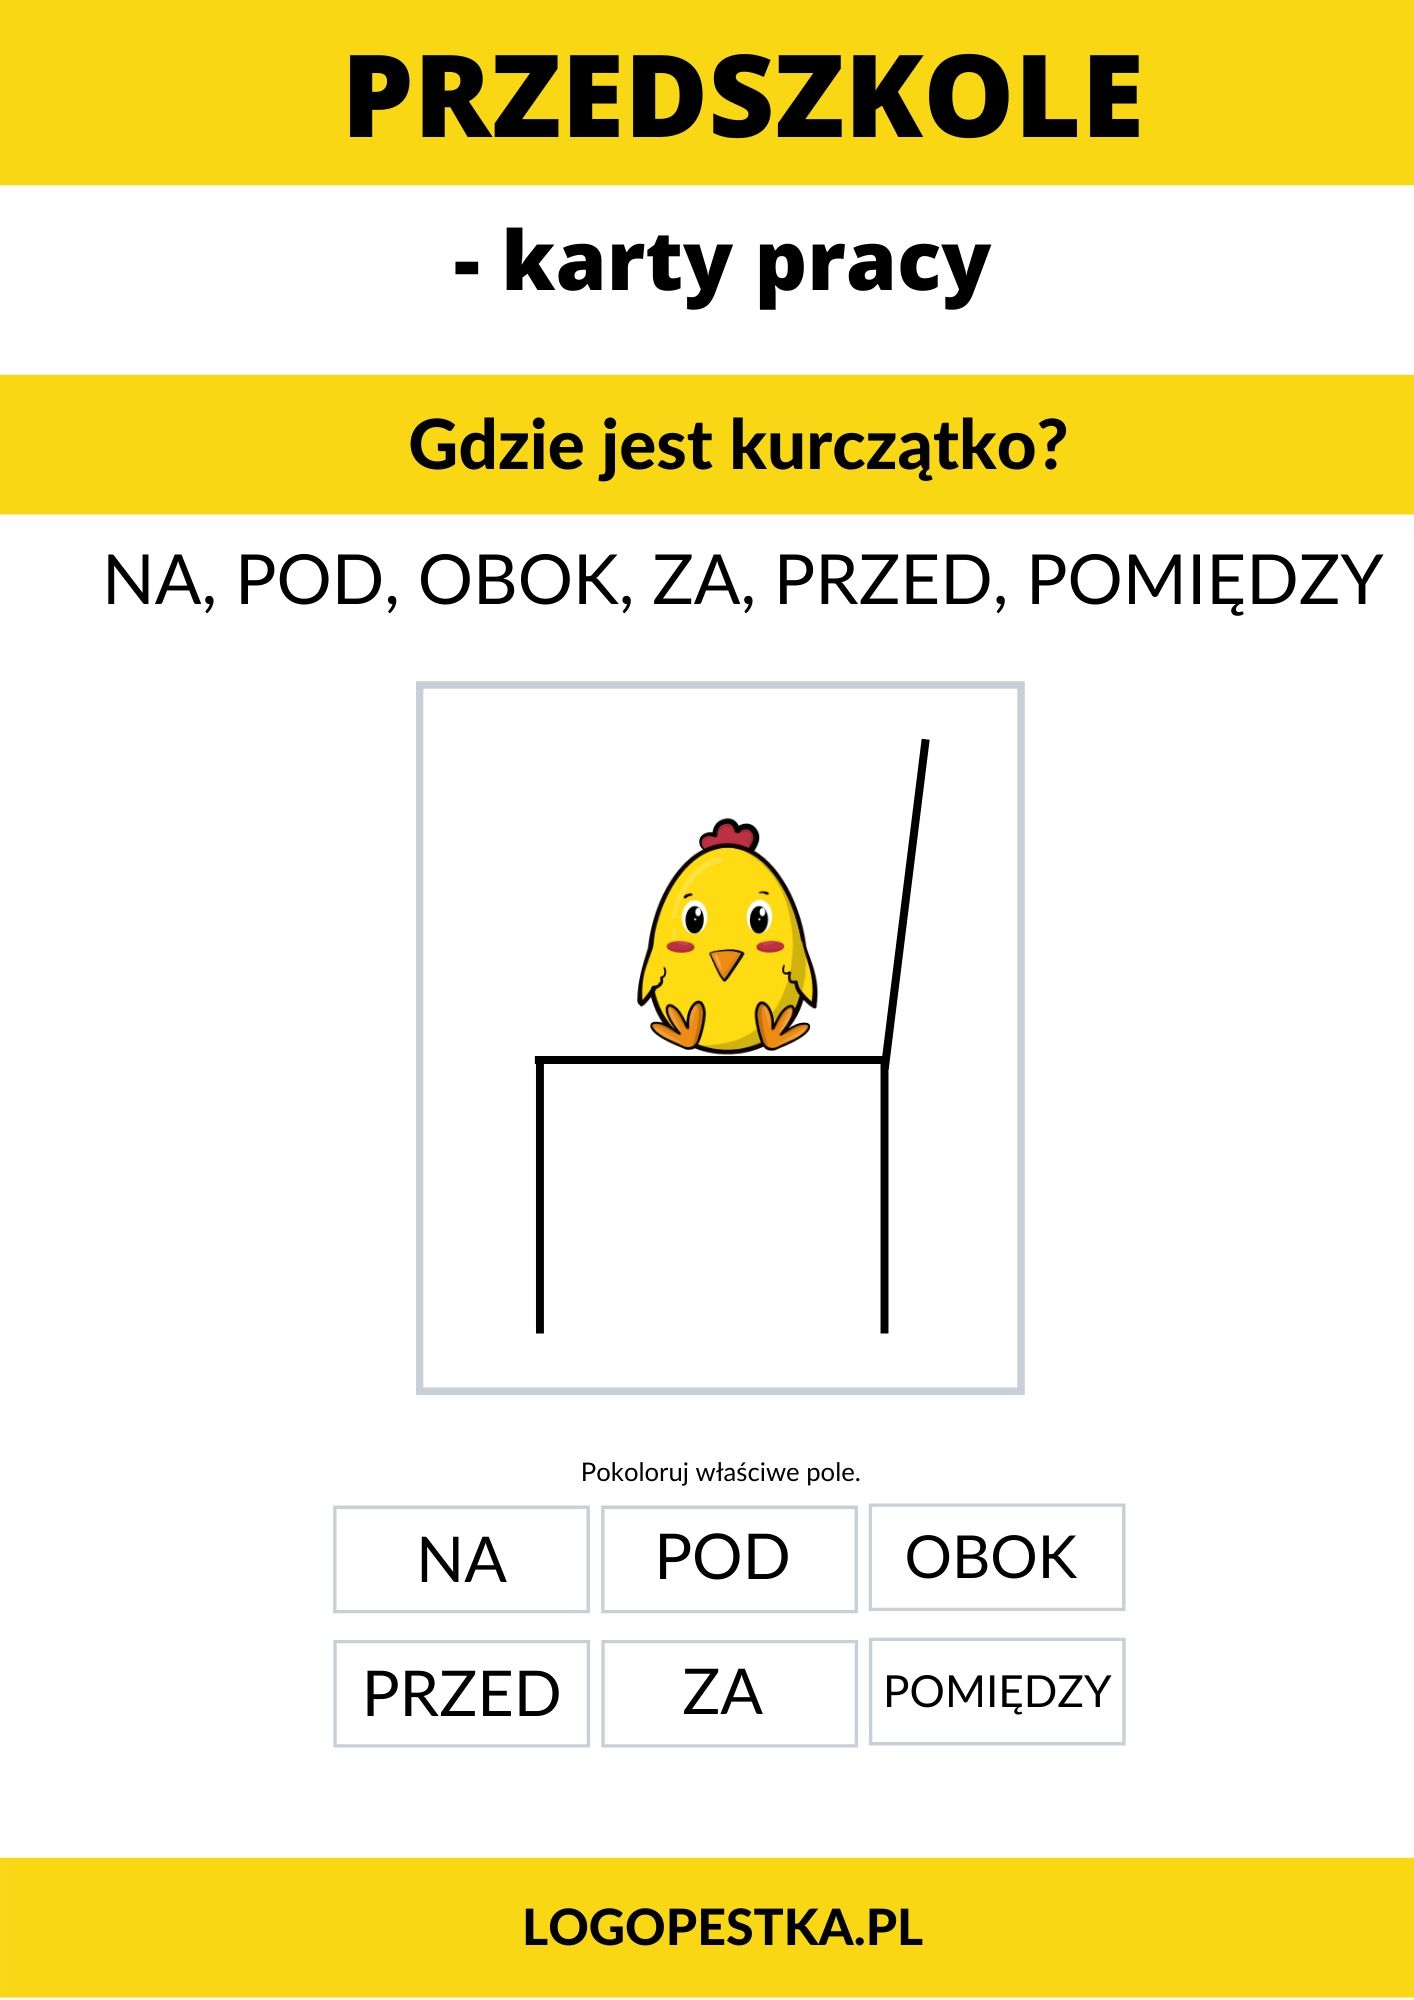 PRZEDSZKOLE
- karty pracy
Gdzie jest kurczątko?
NA, POD, OBOK, ZA, PRZED, POMIĘDZY
Pokoloruj właściwe pole.
NA POD OBOK
PRZED ZA POMIĘDZY
LOGOPESTKA.PL